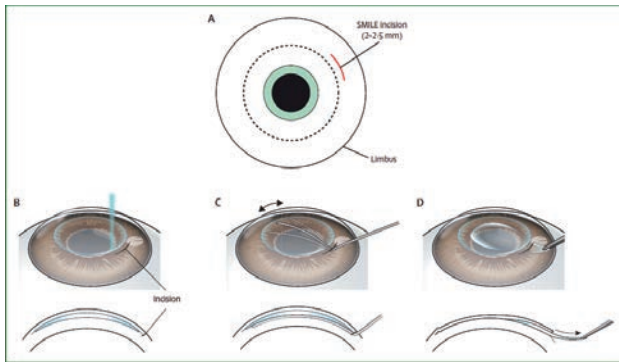 A
SMILE incision
(2–2·5 mm)
Limbus
B
C
D
Incision